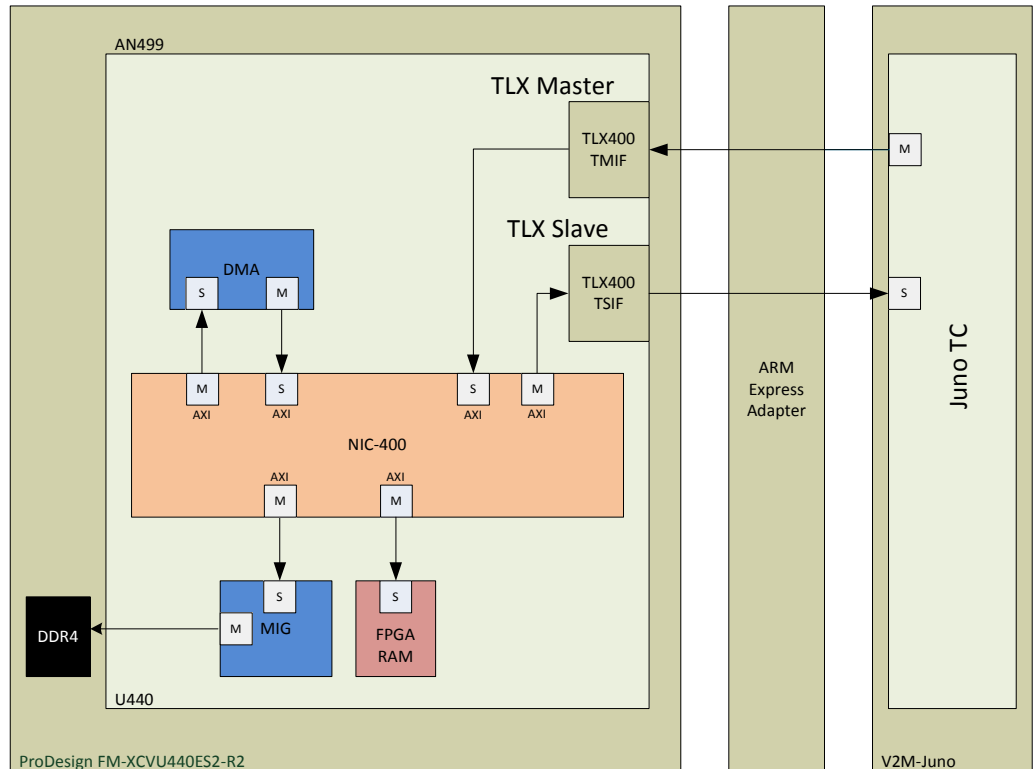 AN499
TLX Master
TLX400
TMIF
M
TLX Slave
TLX400
TSIF
S
DMA
S
M
M
S
S
M
AXI
AXI
AXI
AXI
NIC-400
AXI
AXI
M
M
S
S
M
MIG
FPGA
RAM
DDR4
U440
ProDesign FM-XCVU440ES2-R2
ARM
Express
Adapter
Juno TC
V2M-Juno